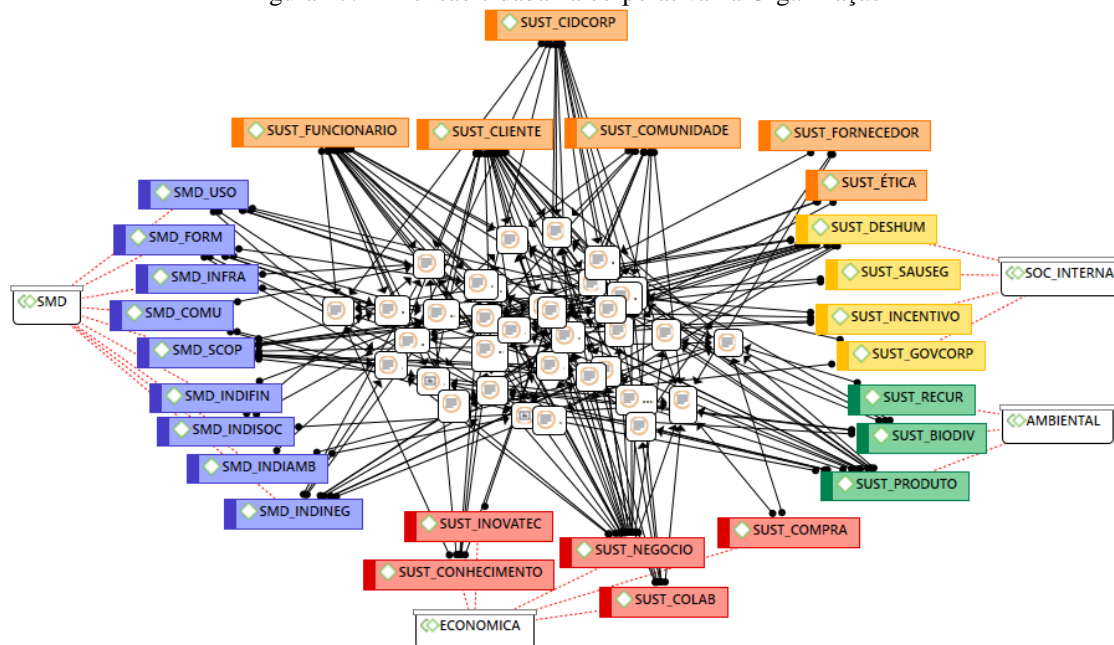 SUST_CIDCORP
SUST_FUNCIONARIO
SUST_CLIENTE
SUST_COMUNIDADE
SUST_FORNECEDOR
SMD_USO
SUST_ÉTICA
SMD_FORM
SUST_DESHUM
SMD_INFRA
SUST_SAUSEG
SOC_INTERNA
SMD
SMD_COMU
SUST_INCENTIVO
SMD_SCOP
SUST_GOVCORP
SMD_INDIFIN
SUST_RECUR
SMD_INDISOC
SUST_BIODIV
AMBIENTAL
SMD_INDIAMB
SUST_PRODUTO
SMD_INDINEG
SUST_INOVATEC
SUST_COMPRA
SUST_NEGOCIO
SUST_CONHECIMENTO
SUST_COLAB
ECONOMICA